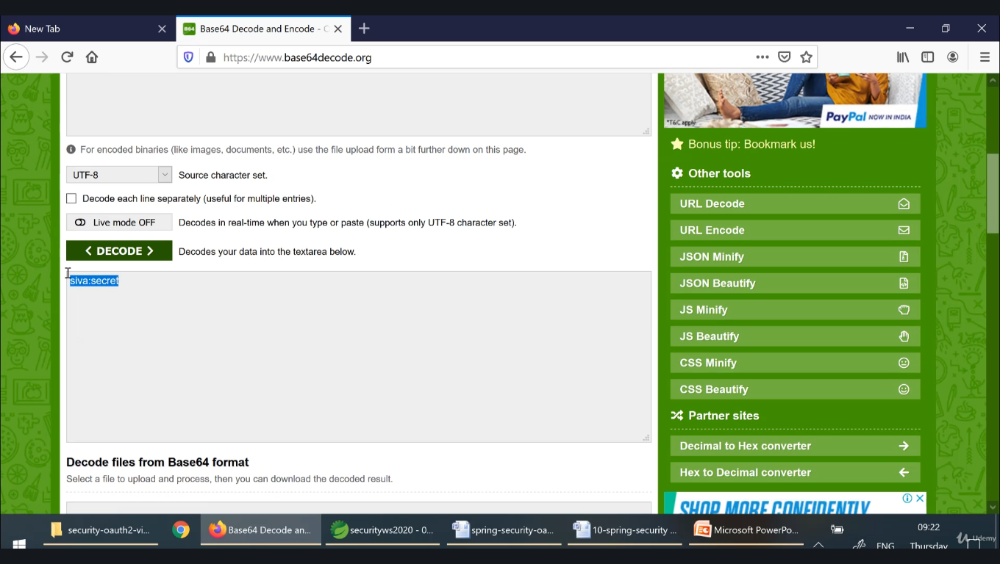 New Tab
B64
Base64 Decode and Encode - O
https://www.base64decode.org
*T&C apply
PayPal NOW IN INDIA
For encoded binaries (like images, documents, etc.) use the file upload form a bit further down on this page.
UTF-8
Source character set.
Decode each line separately (useful for multiple entries).
Live mode OFF
Decodes in real-time when you type or paste (supports only UTF-8 character set).
< DECODE >
Decodes your data into the textarea below.
siva:secret
Decode files from Base64 format
Select a file to upload and process, then you can download the decoded result.
Bonus tip: Bookmark us!
Other tools
URL Decode
URL Encode
JSON Minify
JSON Beautify
JS Minify
JS Beautify
CSS Minify
CSS Beautify
Partner sites
Decimal to Hex converter
Hex to Decimal converter
SHOP MORE CONFIDENTLY
security-oauth2-vi...
Base64 Decode an...
securityws2020 - 0...
spring-security-oa...
10-spring-security ...
Microsoft PowerPo...
09:22
ENG
Thursday
Udemy